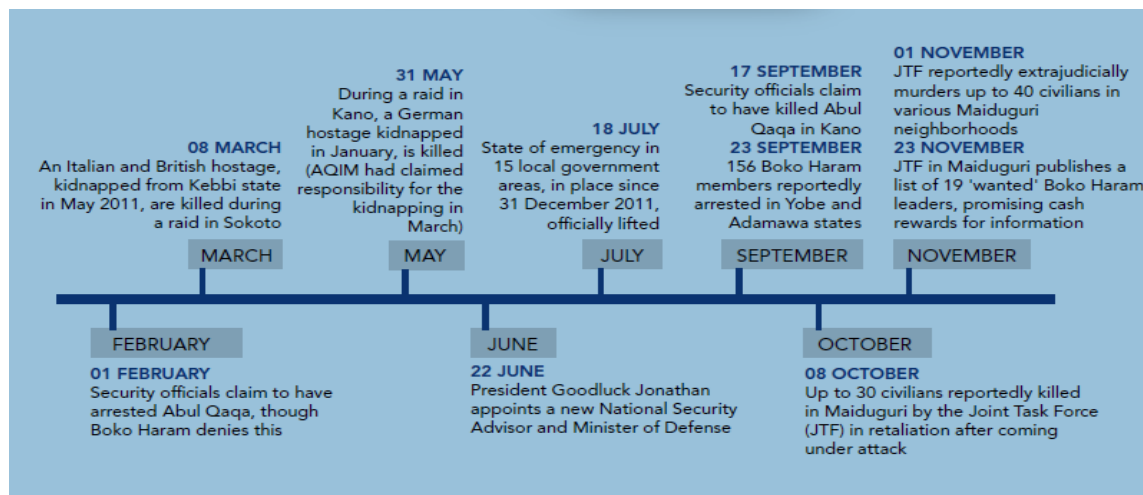 08 MARCH
An Italian and British hostage,
kidnapped from Kebbi state
in May 2011, are killed during
a raid in Sokoto
MARCH
31 MAY
During a raid in
Kano, a German
hostage kidnapped
in January, is killed
(AQIM had claimed
responsibility for the
kidnapping in
March)
MAY
18 JULY
State of emergency in
15 local government
areas, in place since
31 December 2011,
officially lifted
JULY
17 SEPTEMBER
Security officials claim
to have killed Abul
Qaqa in Kano
23 SEPTEMBER
156 Boko Haram
members reportedly
arrested in Yobe and
Adamawa states
SEPTEMBER
01 NOVEMBER
JTF reportedly extrajudicially
murders up to 40 civilians in
various Maiduguri
neighborhoods
23 NOVEMBER
JTF in Maiduguri publishes a
list of 19 'wanted' Boko Haram
leaders, promising cash
rewards for information
NOVEMBER
FEBRUARY
01 FEBRUARY
Security officials claim to have
arrested Abul Qaqa, though
Boko Haram denies this
JUNE
22 JUNE
President Goodluck Jonathan
appoints a new National Security
Advisor and Minister of Defense
OCTOBER
08 OCTOBER
Up to 30 civilians reportedly killed
in Maiduguri by the Joint Task Force
(JTF) in retaliation after coming
under attack